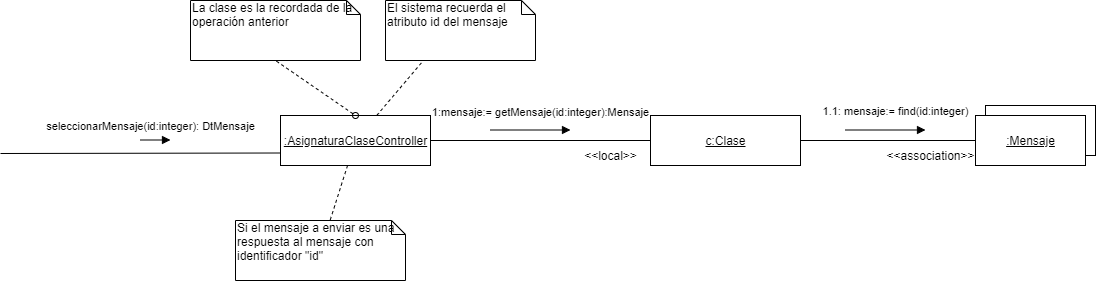 La clase es la recordada de la
operación anterior
El sistema recuerda el
atributo id del mensaje
seleccionarMensaje(id:integer): DtMensaje
1:mensaje:= getMensaje(id:integer):Mensaje
1.1: mensaje:= find(id:integer)
:AsignaturaClaseController
c:Clase
:Mensaje
<<local>>
<<association>>
Si el mensaje a enviar es una
respuesta al mensaje con
identificador "id"